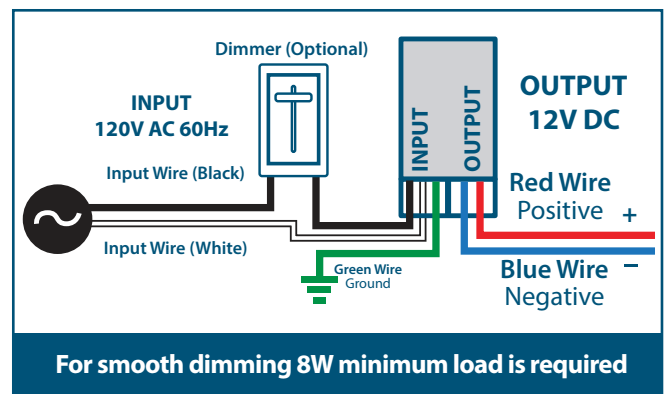 Dimmer (Optional)
INPUT
120V AC 60Hz
Input Wire (Black)
Input Wire (White)
INPUT
OUTPUT
OUTPUT
12V DC
Red Wire
Positive +
Blue Wire –
Negative
Green Wire
Ground
For smooth dimming 8W minimum load is required